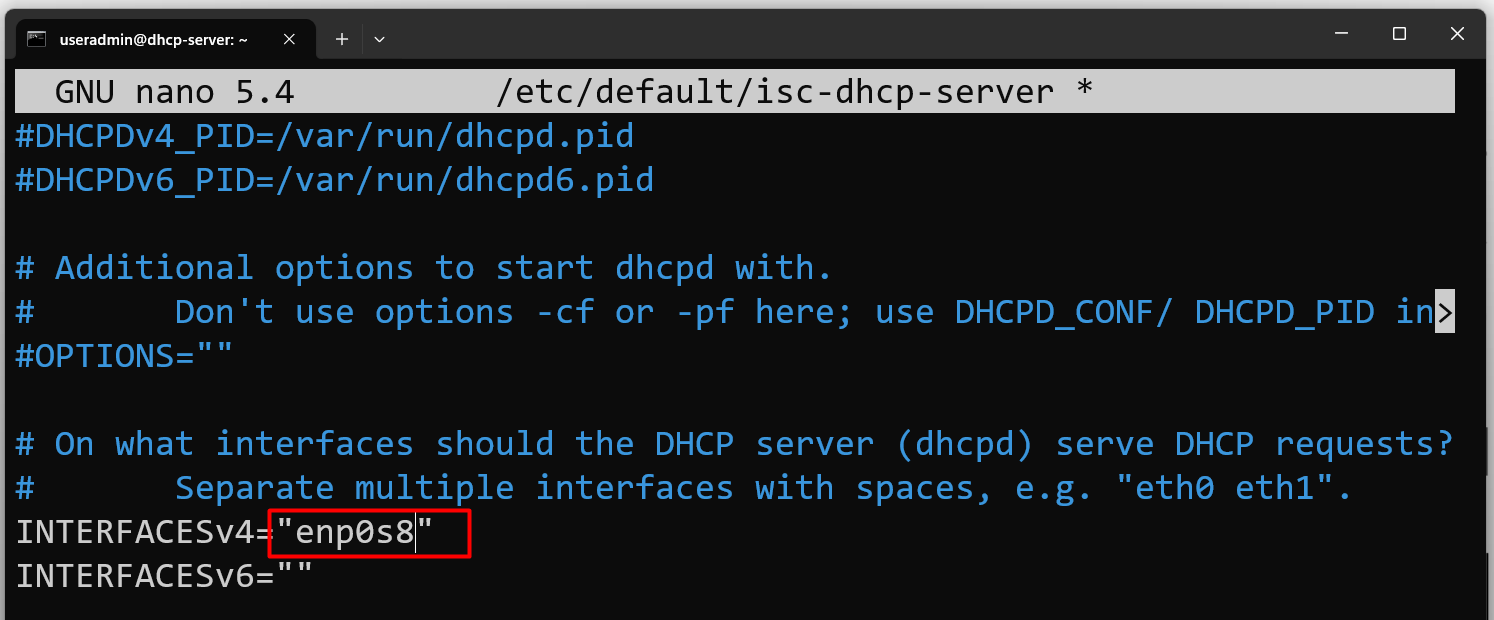 useradmin@dhcp-server: ~
GNU nano 5.4 /etc/default/isc-dhcp-server *
#DHCPDv4_PID=/var/run/dhcpd.pid
#DHCPDv6_PID=/var/run/dhcpd6.pid
# Additional options to start dhcpd with.
#       Don't use options -cf or -pf here; use DHCPD_CONF/ DHCPD_PID in>
#OPTIONS=""
# On what interfaces should the DHCP server (dhcpd) serve DHCP requests?
#       Separate multiple interfaces with spaces, e.g. "eth0 eth1".
INTERFACESv4="enp0s8"
INTERFACESv6=""